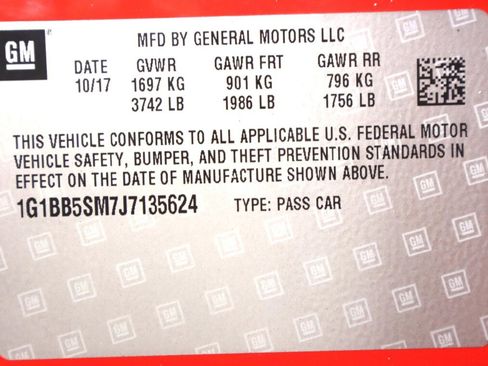 GM
MFD BY GENERAL MOTORS LLC
DATE GVWR GAWR FRT GAWR RR
10/17 1697 KG 901 KG 796 KG
3742 LB 1986 LB 1756 LB
THIS VEHICLE CONFORMS TO ALL APPLICABLE U.S. FEDERAL MOTOR
VEHICLE SAFETY, BUMPER, AND THEFT PREVENTION STANDARDS IN
EFFECT ON THE DATE OF MANUFACTURE SHOWN ABOVE.
1G1BB5SM7J7135624 TYPE: PASS CAR